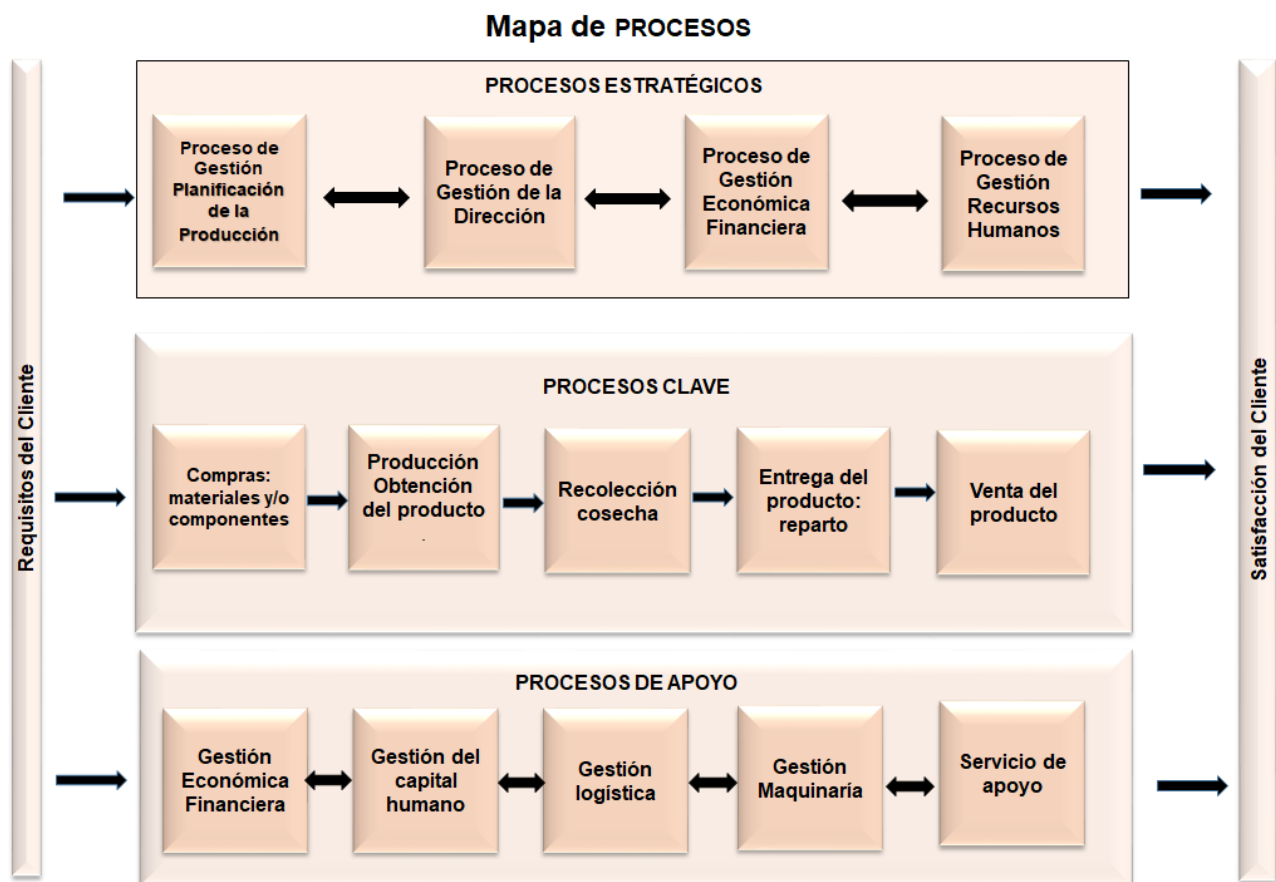 Mapa de PROCESOS
PROCESOS ESTRATÉGICOS
Proceso de
Gestión
Planificación
de la
Producción
Proceso de
Gestión de la
Dirección
Proceso de
Gestión
Económica
Financiera
Proceso de
Gestión
Recursos
Humanos
Requisitos del Cliente
PROCESOS CLAVE
Compras:
materiales y/o
componentes
Producción
Obtención
del producto
.
Recolección
cosecha
Entrega del
producto:
reparto
Venta del
producto
Satisfacción del Cliente
PROCESOS DE APOYO
Gestión
Económica
Financiera
Gestión del
capital
humano
Gestión
logística
Gestión
Maquinaría
Servicio de
apoyo